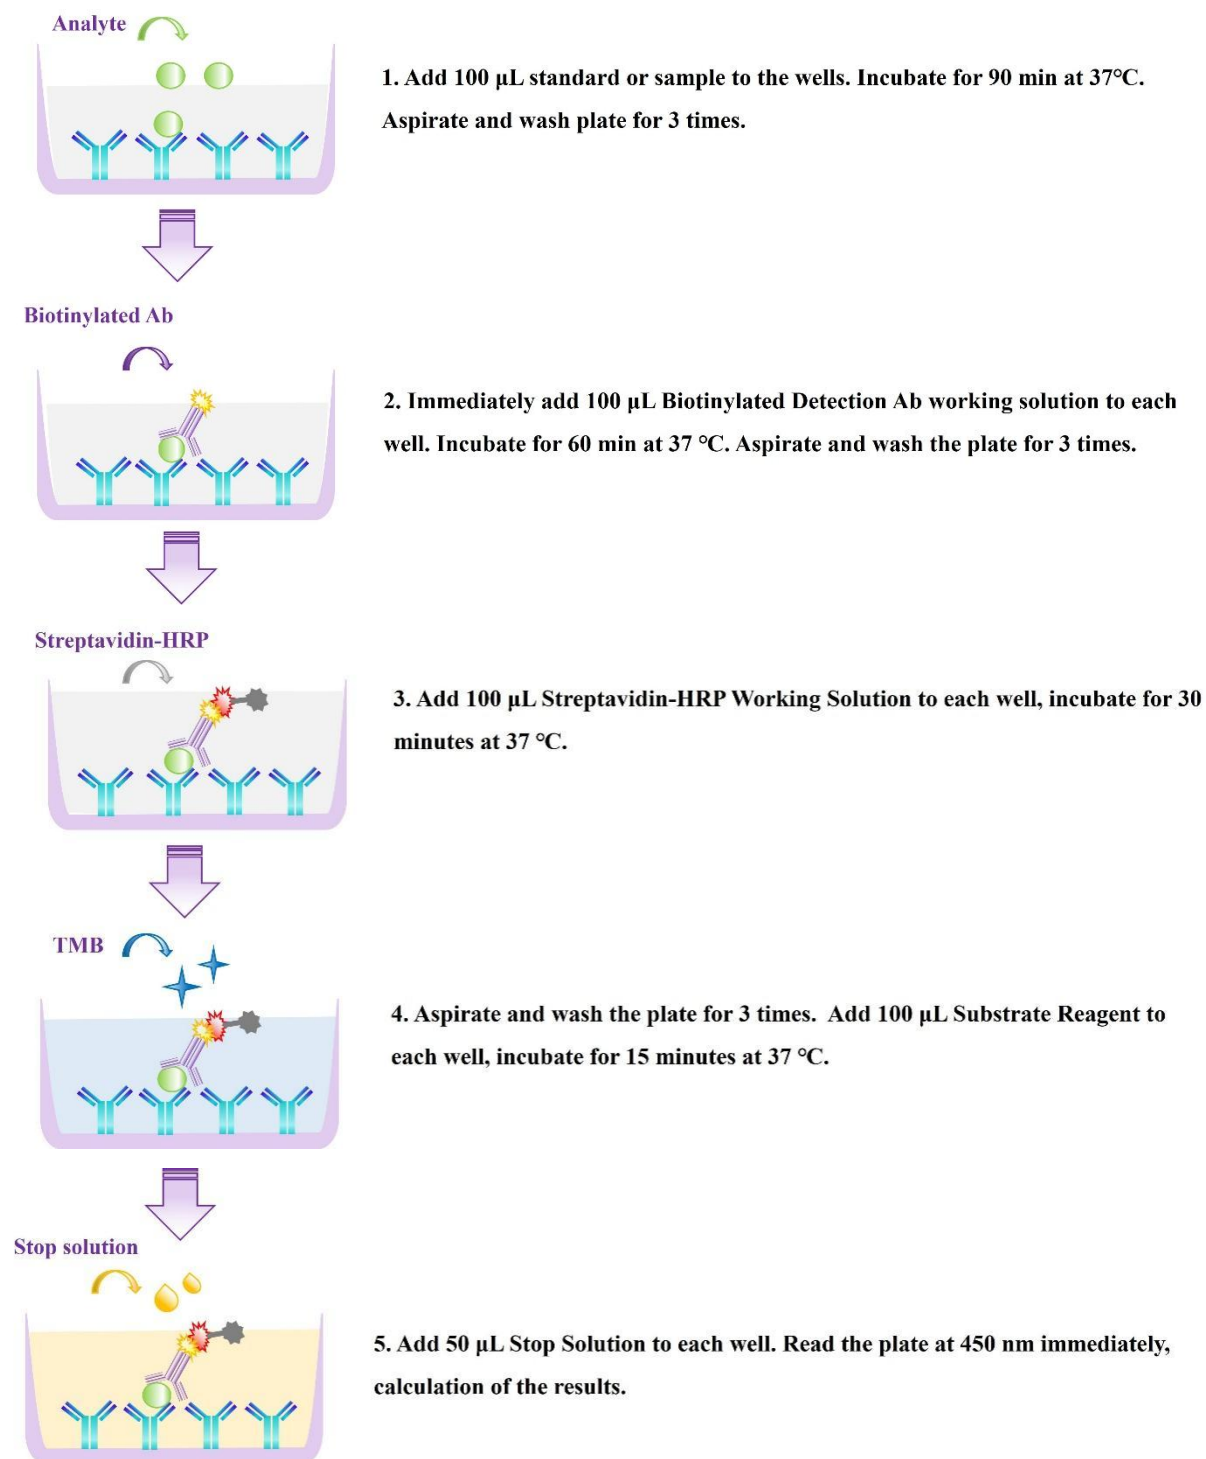 Analyte
1. Add 100 μL standard or sample to the wells. Incubate for 90 min at 37℃.
Aspirate and wash plate for 3 times.
Biotinylated Ab
2. Immediately add 100 μL Biotinylated Detection Ab working solution to each
well. Incubate for 60 min at 37 ℃. Aspirate and wash the plate for 3 times.
Streptavidin-HRP
3. Add 100 μL Streptavidin-HRP Working Solution to each well, incubate for 30
minutes at 37 ℃.
TMB
4. Aspirate and wash the plate for 3 times.  Add 100 μL Substrate Reagent to
each well, incubate for 15 minutes at 37 ℃.
Stop solution
5. Add 50 μL Stop Solution to each well. Read the plate at 450 nm immediately,
calculation of the results.